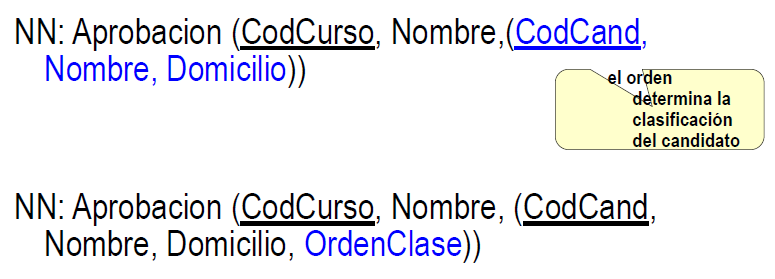 NN: Aprobacion (CodCurso, Nombre,(CodCand,
Nombre, Domicilio))
el orden
determina la
clasificación
del candidato
NN: Aprobacion (CodCurso, Nombre, (CodCand,
Nombre, Domicilio, OrdenClase))